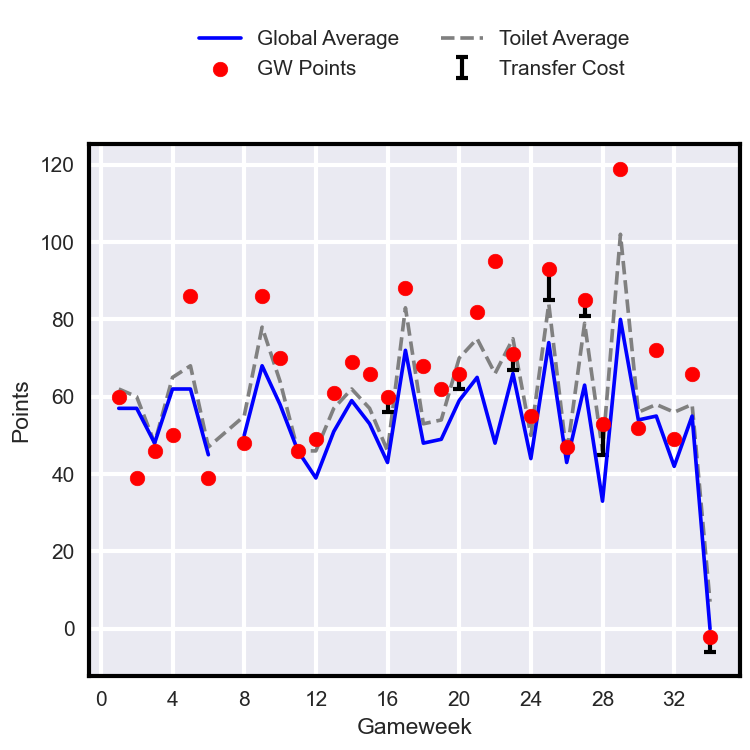 Global Average
Toilet Average
GW Points
Transfer Cost
120
100
80
60
40
20
0
Points
0 4 8 12 16 20 24 28 32
Gameweek